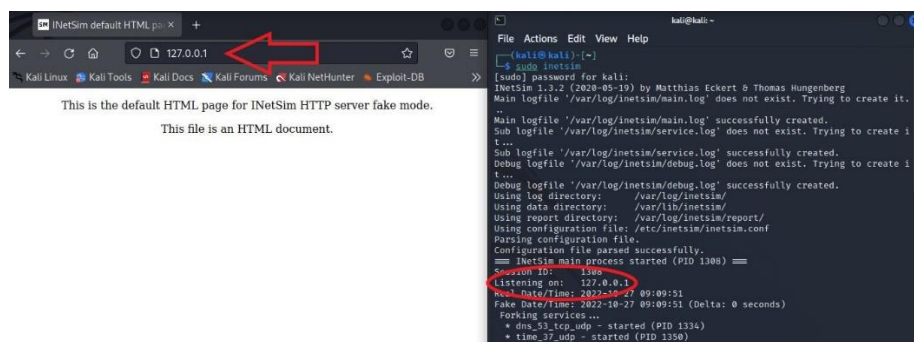 INetSim default HTML pa
127.0.0.1
Kali Linux Kali Tools Kali Docs Kali Forums Kali NetHunter Exploit-DB
This is the default HTML page for INetSim HTTP server fake mode.
This file is an HTML document.
kali@kali: ~
File Actions Edit View Help
(kali㉿kali)-[~]
$ sudo inetsim
[sudo] password for kali:
INetSim 1.3.2 (2020-05-19) by Matthias Eckert & Thomas Hungenberg
Main logfile '/var/log/inetsim/main.log' does not exist. Trying to create it.
..
Main logfile '/var/log/inetsim/main.log' successfully created.
Sub logfile '/var/log/inetsim/service.log' does not exist. Trying to create i
t...
Sub logfile '/var/log/inetsim/service.log' successfully created.
Debug logfile '/var/log/inetsim/debug.log' does not exist. Trying to create i
t...
Debug logfile '/var/log/inetsim/debug.log' successfully created.
Using log directory: /var/log/inetsim/
Using data directory: /var/lib/inetsim/
Using report directory: /var/log/inetsim/report/
Using configuration file: /etc/inetsim/inetsim.conf
Parsing configuration file.
Configuration file parsed successfully.
=== INetSim main process started (PID 1308) ===
Session ID: 1308
Listening on: 127.0.0.1
Real Date/Time: 2022-10-27 09:09:51
Fake Date/Time: 2022-10-27 09:09:51 (Delta: 0 seconds)
Forking services...
* dns_53_tcp_udp - started (PID 1334)
* time_37_udp - started (PID 1350)